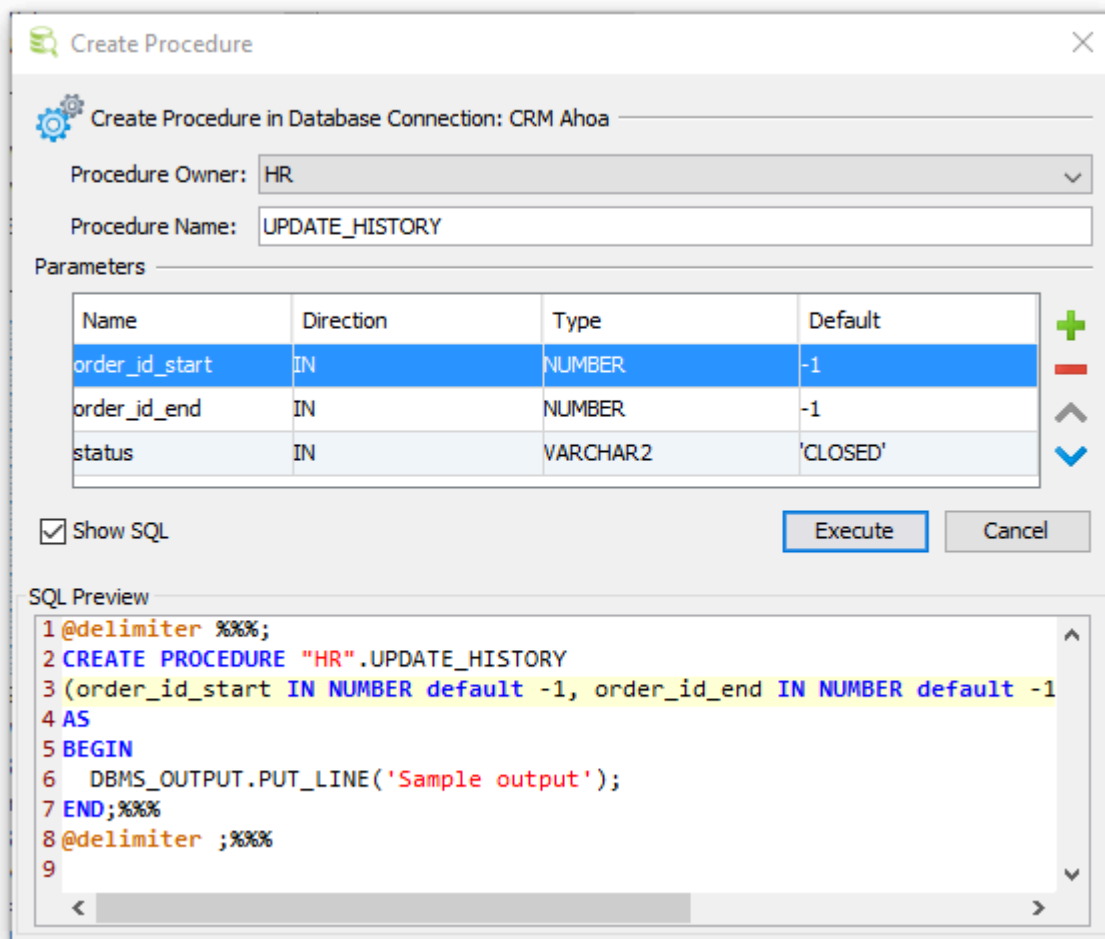 Create Procedure
Create Procedure in Database Connection: CRM Ahoa
Procedure Owner: HR
Procedure Name: UPDATE_HISTORY
Parameters
Name Direction Type Default
order_id_start IN NUMBER -1
order_id_end IN NUMBER -1
status IN VARCHAR2 'CLOSED'
Show SQL Execute Cancel
SQL Preview
1 @delimiter %%%;
2 CREATE PROCEDURE "HR".UPDATE_HISTORY
3 (order_id_start IN NUMBER default -1, order_id_end IN NUMBER default -1
4 AS
5 BEGIN
6 DBMS_OUTPUT.PUT_LINE('Sample output');
7 END;%%%
8 @delimiter ;%%%
9